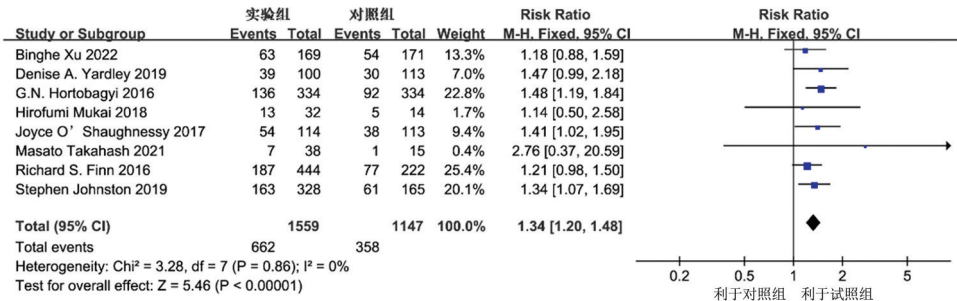 实验组 对照组 Risk Ratio Risk Ratio
Study or Subgroup Events Total Events Total Weight M-H. Fixed. 95% CI M-H. Fixed. 95% CI
Binghe Xu 2022 63 169 54 171 13.3% 1.18 [0.88, 1.59]
Denise A. Yardley 2019 39 100 30 113 7.0% 1.47 [0.99, 2.18]
G.N. Hortobagyi 2016 136 334 92 334 22.8% 1.48 [1.19, 1.84]
Hirofumi Mukai 2018 13 32 5 14 1.7% 1.14 [0.50, 2.58]
Joyce O’ Shaughnessy 2017 54 114 38 113 9.4% 1.41 [1.02, 1.95]
Masato Takahash 2021 7 38 1 15 0.4% 2.76 [0.37, 20.59]
Richard S. Finn 2016 187 444 77 222 25.4% 1.21 [0.98, 1.50]
Stephen Johnston 2019 163 328 61 165 20.1% 1.34 [1.07, 1.69]
Total (95% CI) 1559 1147 100.0% 1.34 [1.20, 1.48]
Total events 662 358
Heterogeneity: Chi² = 3.28, df = 7 (P = 0.86); I² = 0%
Test for overall effect: Z = 5.46 (P < 0.00001)
0.2 0.5 1 2 5
利于对照组 利于试照组